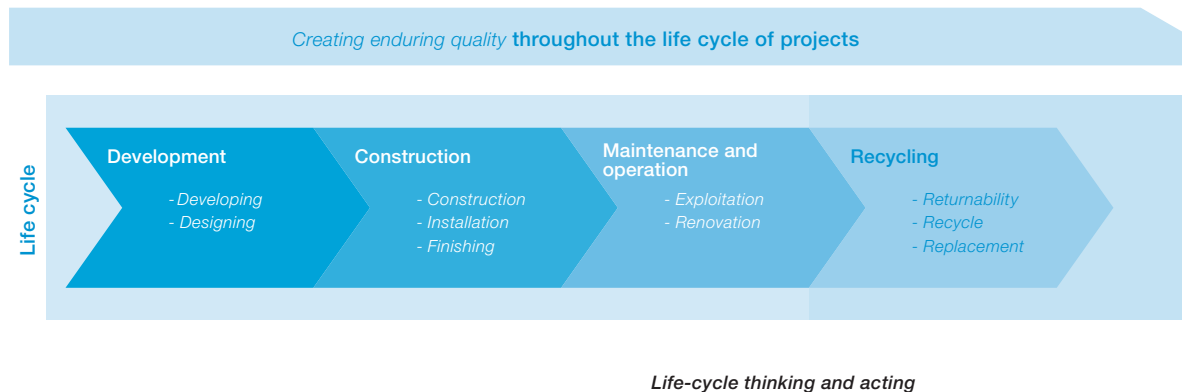 Creating enduring quality throughout the life cycle of projects
Life cycle
Development
- Developing
- Designing
Construction
- Construction
- Installation
- Finishing
Maintenance and
operation
- Exploitation
- Renovation
Recycling
- Returnability
- Recycle
- Replacement
Life-cycle thinking and acting